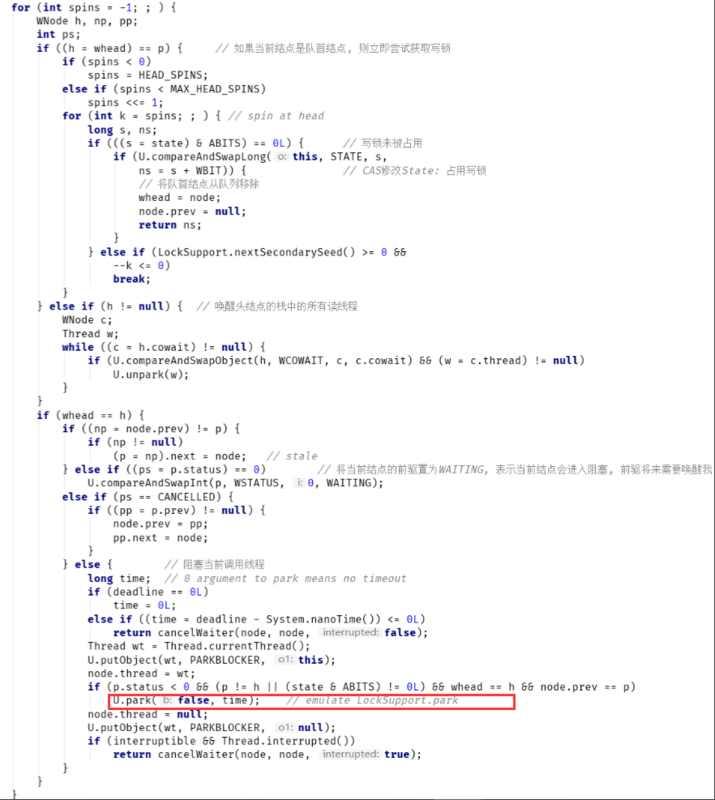 for (int spins = -1; ; ) {
WNode h, np, pp;
int ps;
if ((h = whead) == p) {    // 如果当前结点是队首结点, 则立即尝试获取写锁
if (spins < 0)
spins = HEAD_SPINS;
else if (spins < MAX_HEAD_SPINS)
spins <<= 1;
for (int k = spins; ; ) { // spin at head
long s, ns;
if (((s = state) & ABITS) == 0L) {    // 写锁未被占用
if (U.compareAndSwapLong( o: this, STATE, s,
ns = s + WBIT)) {    // CAS修改State: 占用写锁
// 将队首结点从队列移除
whead = node;
node.prev = null;
return ns;
}
} else if (LockSupport.nextSecondarySeed() >= 0 &&
--k <= 0)
break;
}
} else if (h != null) {  // 唤醒头结点的栈中的所有读线程
WNode c;
Thread w;
while ((c = h.cowait) != null) {
if (U.compareAndSwapObject(h, WCOWAIT, c, c.cowait) && (w = c.thread) != null)
U.unpark(w);
}
}
if (whead == h) {
if ((np = node.prev) != p) {
if (np != null)
(p = np).next = node;   // stale
} else if ((ps = p.status) == 0)    // 将当前结点的前驱置为WAITING, 表示当前结点会进入阻塞, 前驱将来需要唤醒我
U.compareAndSwapInt(p, WSTATUS, i: 0, WAITING);
else if (ps == CANCELLED) {
if ((pp = p.prev) != null) {
node.prev = pp;
pp.next = node;
}
} else {    // 阻塞当前调用线程
long time;  // 0 argument to park means no timeout
if (deadline == 0L)
time = 0L;
else if ((time = deadline - System.nanoTime()) <= 0L)
return cancelWaiter(node, node, interrupted: false);
Thread wt = Thread.currentThread();
U.putObject(wt, PARKBLOCKER, o1: this);
node.thread = wt;
if (p.status < 0 && (p != h || (state & ABITS) != 0L) && whead == h && node.prev == p)
U.park( b: false, time);    // emulate LockSupport.park
node.thread = null;
U.putObject(wt, PARKBLOCKER, o1: null);
if (interruptible && Thread.interrupted())
return cancelWaiter(node, node, interrupted: true);
}
}
}